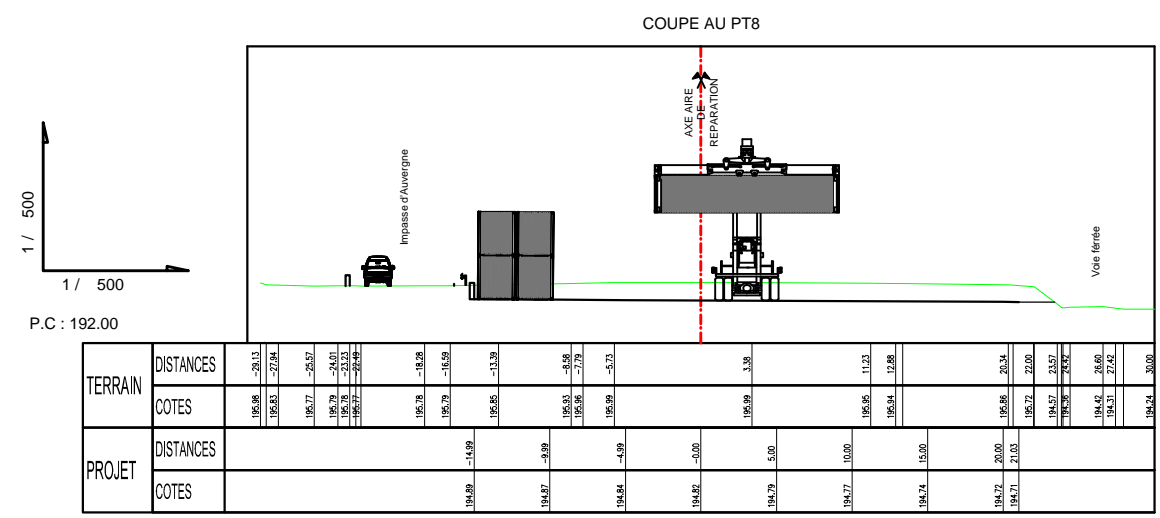 COUPE AU PT8
AXE AIRE
DE
REPARATION
Impasse d'Auvergne
Voie férrée
1 / 500
1 / 500
P.C : 192.00
TERRAIN
DISTANCES
-29.13 -27.94 -25.57 -24.01 -23.23 -22.49 -18.28 -16.59 -13.39 -8.58 -7.79 -5.73 3.38 11.23 12.88 20.34 22.00 23.57 24.42 26.60 27.42 30.00
COTES
195.98 195.83 195.77 195.79 195.78 195.77 195.78 195.79 195.85 195.93 195.96 195.99 195.99 195.95 195.94 195.86 195.72 194.57 194.36 194.42 194.31 194.24
PROJET
DISTANCES
-14.99 -9.99 -4.99 -0.00 5.00 10.00 15.00 20.00 21.03
COTES
194.89 194.87 194.84 194.82 194.79 194.77 194.74 194.72 194.71